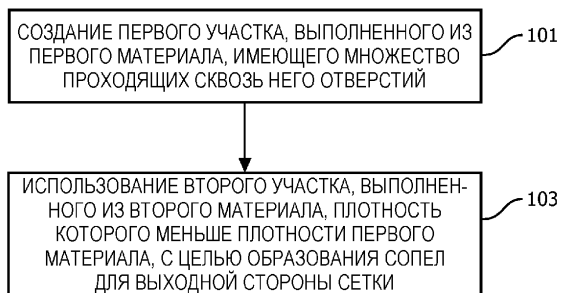 СОЗДАНИЕ ПЕРВОГО УЧАСТКА, ВЫПОЛНЕННОГО ИЗ
ПЕРВОГО МАТЕРИАЛА, ИМЕЮЩЕГО МНОЖЕСТВО
ПРОХОДЯЩИХ СКВОЗЬ НЕГО ОТВЕРСТИЙ
101
ИСПОЛЬЗОВАНИЕ ВТОРОГО УЧАСТКА, ВЫПОЛНЕН-
НОГО ИЗ ВТОРОГО МАТЕРИАЛА, ПЛОТНОСТЬ
КОТОРОГО МЕНЬШЕ ПЛОТНОСТИ ПЕРВОГО
МАТЕРИАЛА, С ЦЕЛЬЮ ОБРАЗОВАНИЯ СОПЕЛ
ДЛЯ ВЫХОДНОЙ СТОРОНЫ СЕТКИ
103